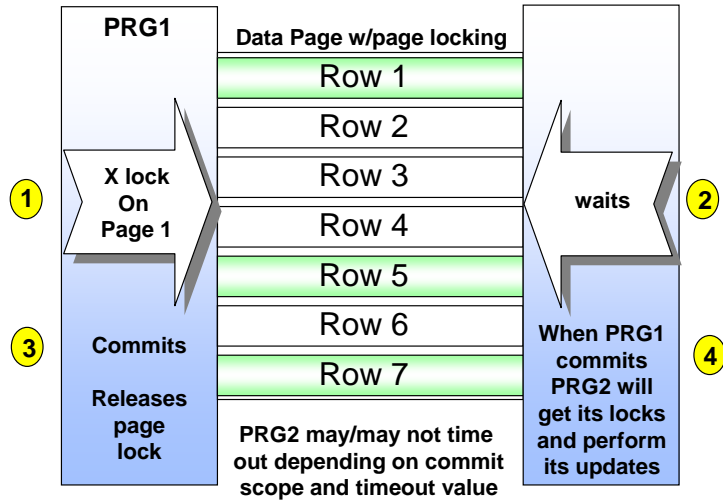 PRG1
Data Page w/page locking
Row 1
Row 2
Row 3
Row 4
Row 5
Row 6
Row 7
1
X lock
On
Page 1
waits
2
3
Commits
Releases
page
lock
When PRG1
commits
PRG2 will
get its locks
and perform
its updates
4
PRG2 may/may not time
out depending on commit
scope and timeout value